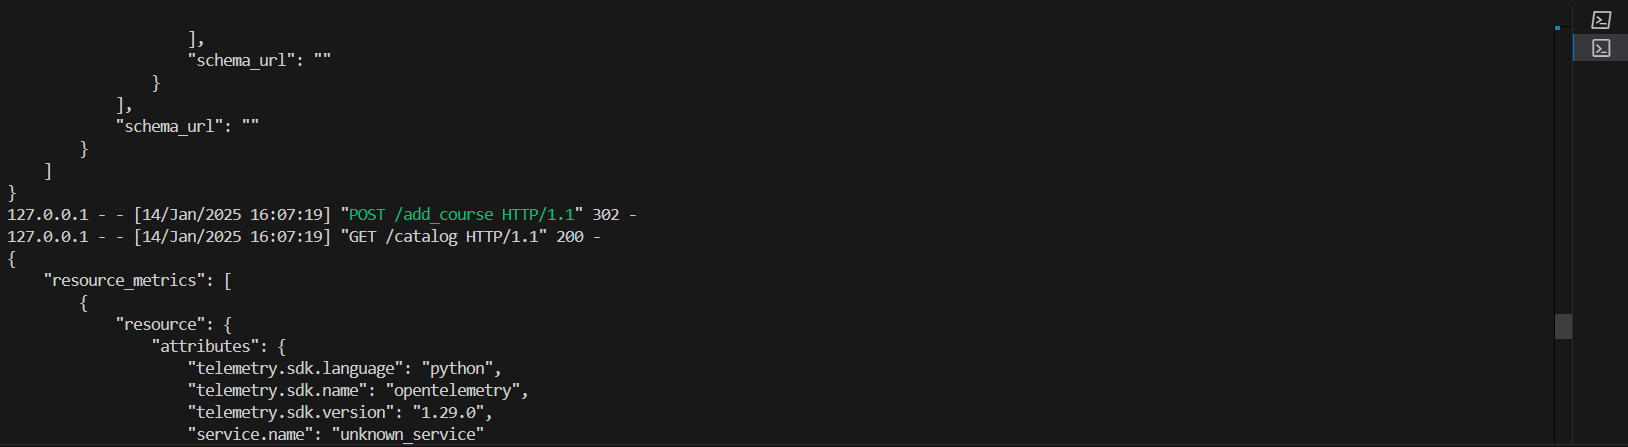 ],
                    "schema_url": ""
                }
            ],
            "schema_url": ""
        }
    ]
}
127.0.0.1 - - [14/Jan/2025 16:07:19] "POST /add_course HTTP/1.1" 302 -
127.0.0.1 - - [14/Jan/2025 16:07:19] "GET /catalog HTTP/1.1" 200 -
{
    "resource_metrics": [
        {
            "resource": {
                "attributes": {
                    "telemetry.sdk.language": "python",
                    "telemetry.sdk.name": "opentelemetry",
                    "telemetry.sdk.version": "1.29.0",
                    "service.name": "unknown_service"